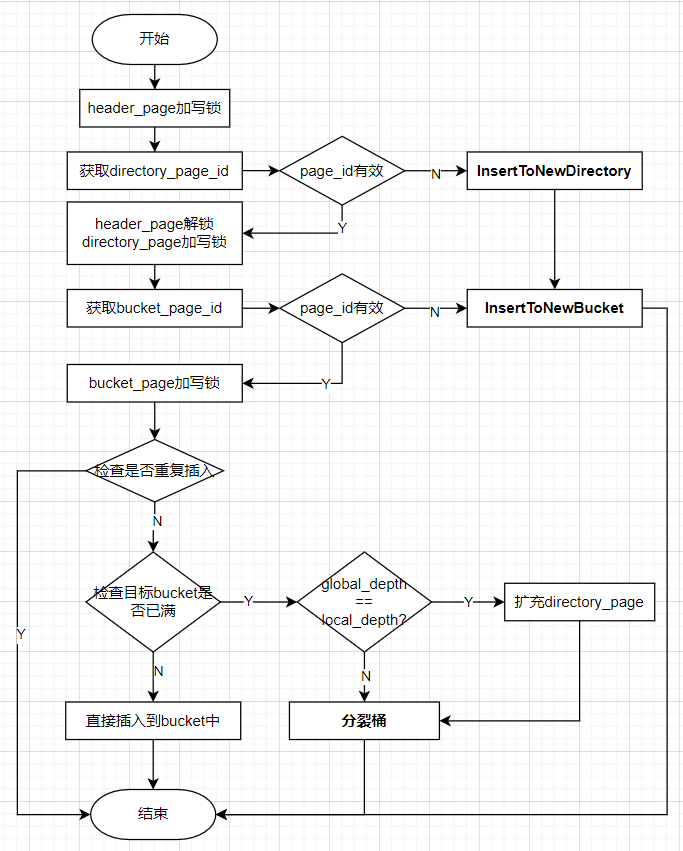 开始
header_page加写锁
获取directory_page_id
page_id有效
N
InsertToNewDirectory
Y
header_page解锁
directory_page加写锁
获取bucket_page_id
page_id有效
N
InsertToNewBucket
Y
bucket_page加写锁
检查是否重复插入
N
Y
检查目标bucket是
否已满
Y
global_depth
==
local_depth?
Y
扩充directory_page
N
N
直接插入到bucket中
分裂桶
结束